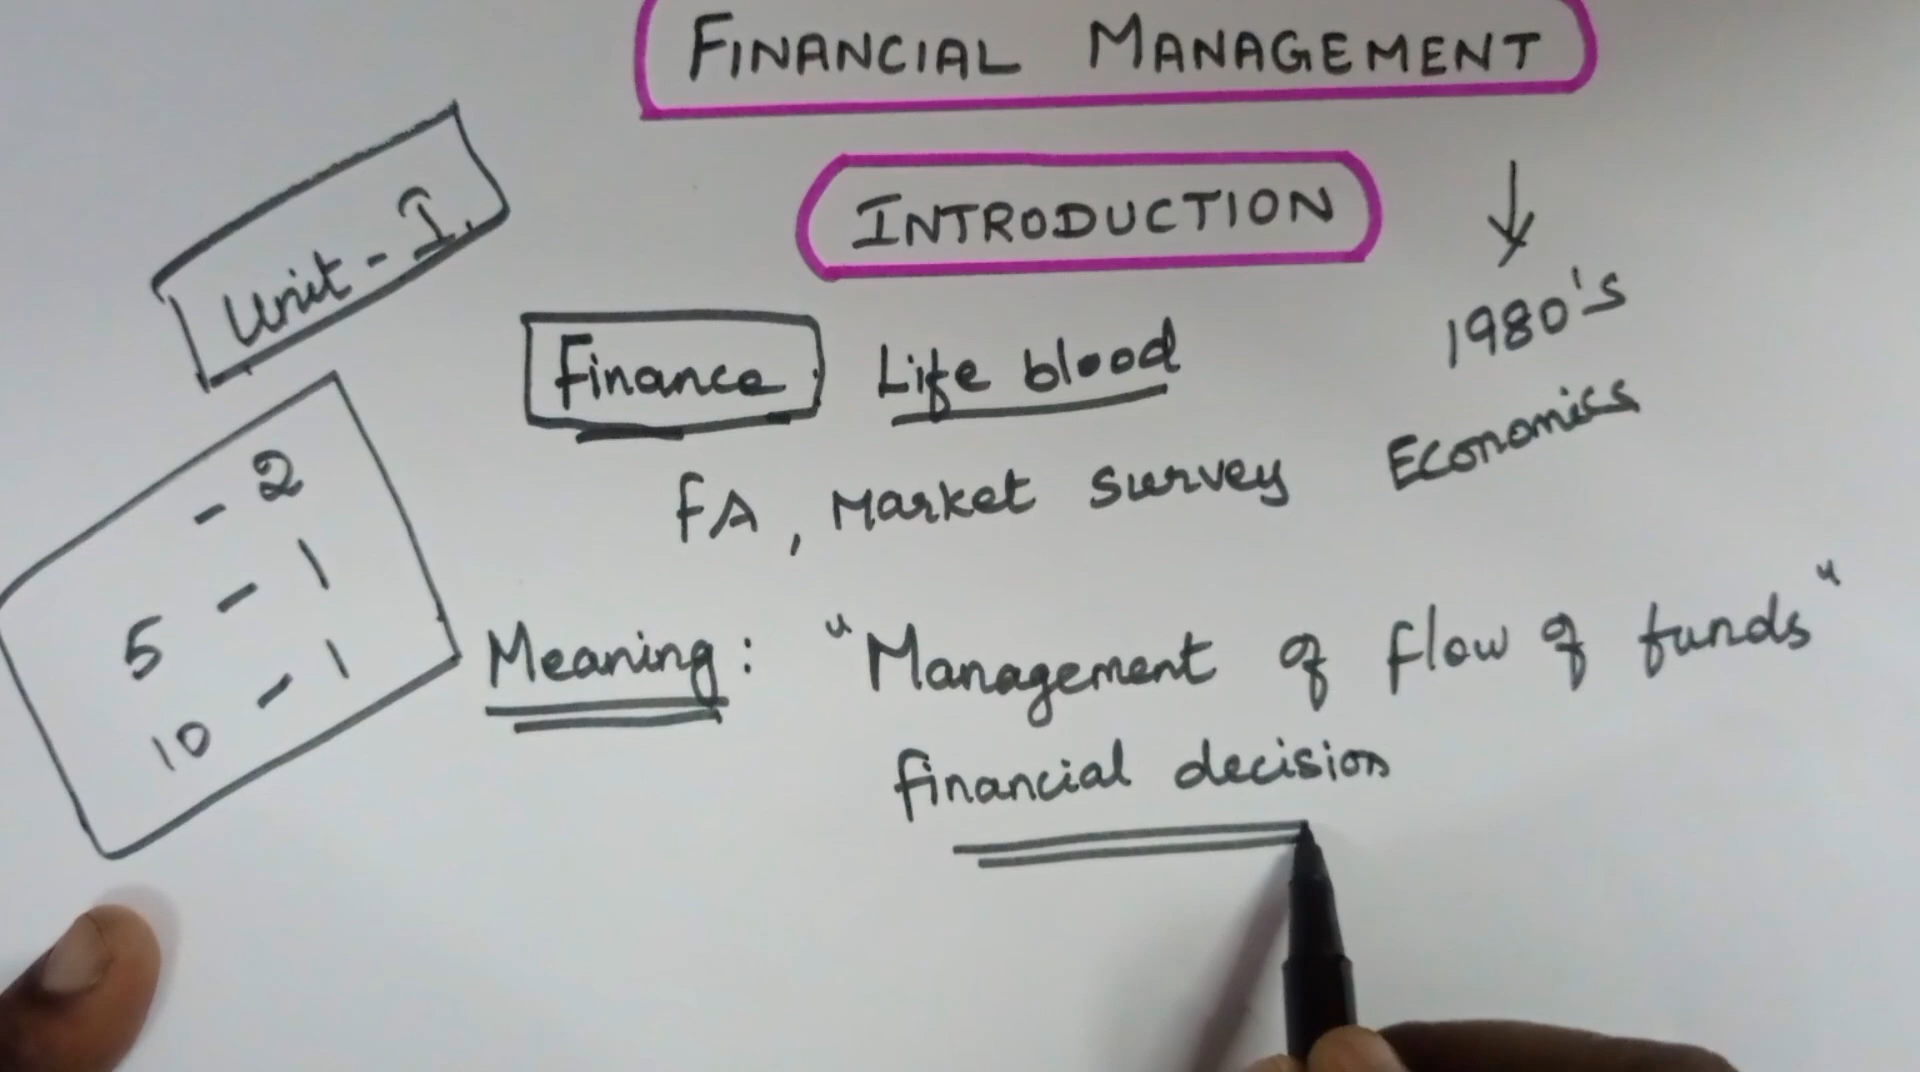 FINANCIAL MANAGEMENT
INTRODUCTION
Unit - I.
1980's
Finance Life blood
Economics
FA, Market Survey
- 2
5 - 1
10 - 1
Meaning: "Management of flow of funds"
financial decision